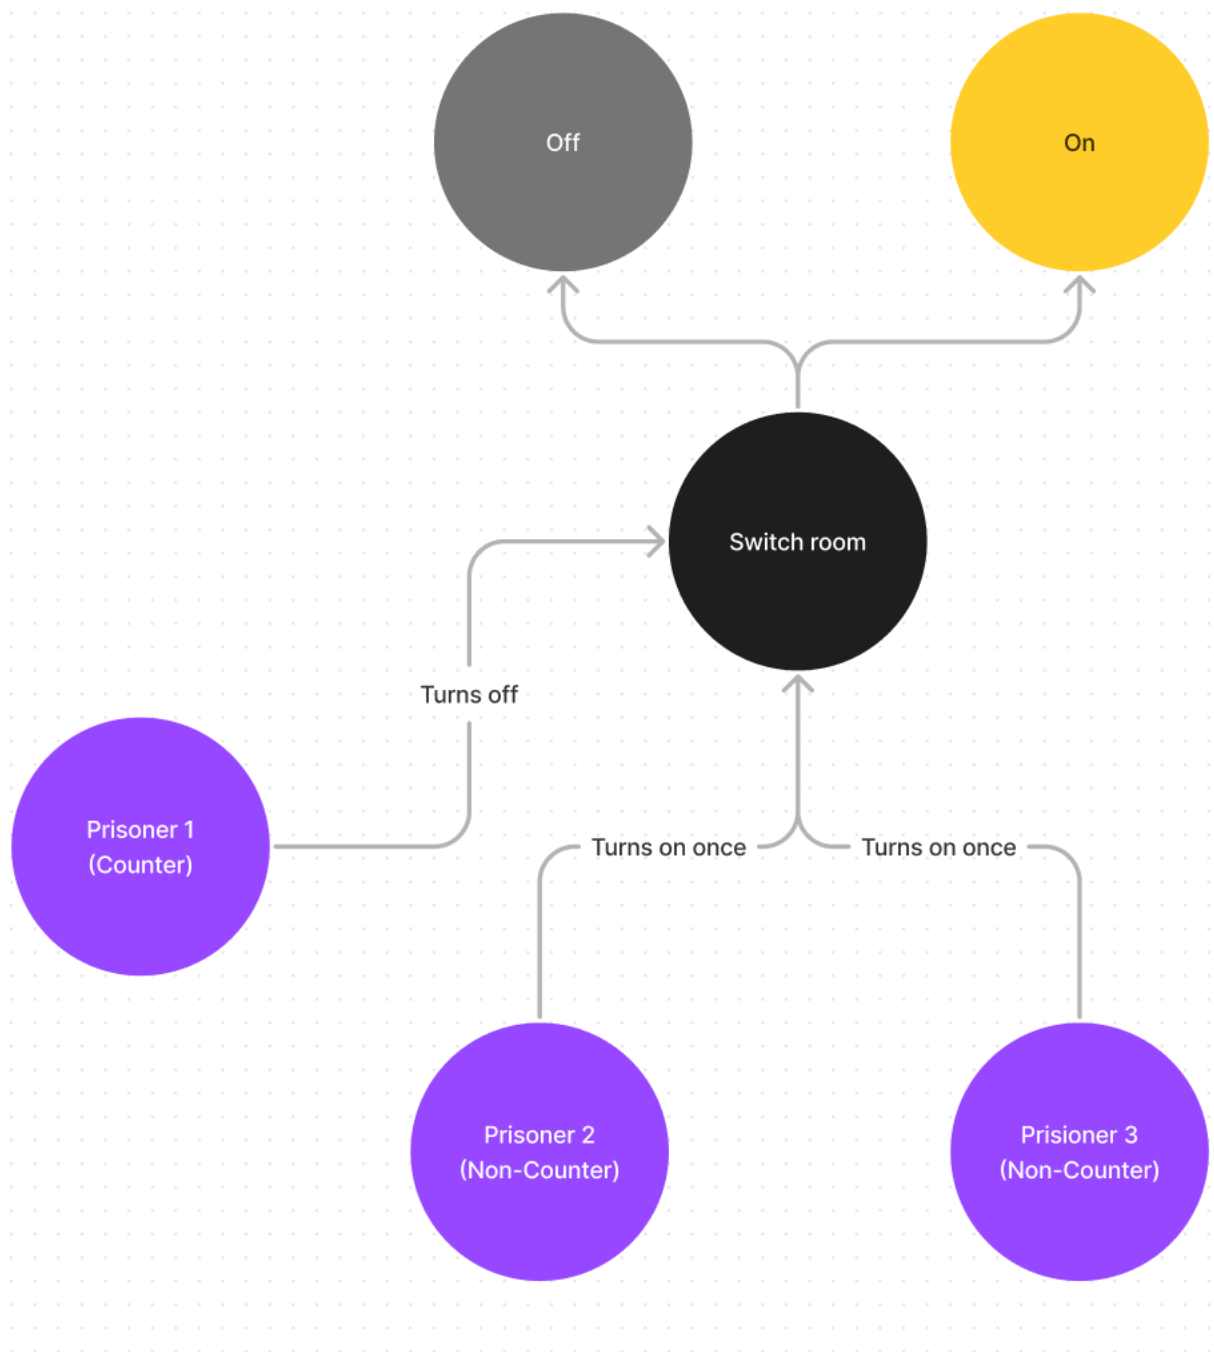 Off
On
Switch room
Turns off
Prisoner 1
(Counter)
Turns on once
Turns on once
Prisoner 2
(Non-Counter)
Prisioner 3
(Non-Counter)